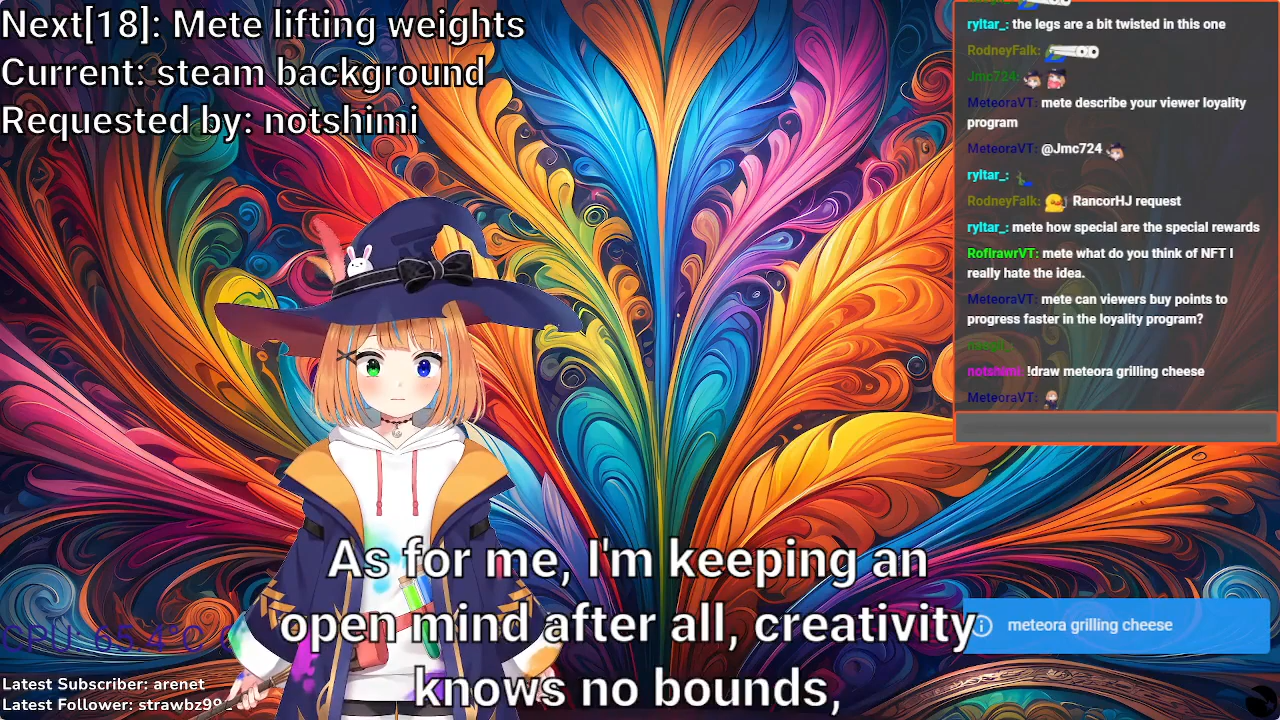 Next[18]: Mete lifting weights
Current: steam background
Requested by: notshimi
ryltar_: the legs are a bit twisted in this one
RodneyFalk:
Jmc724:
MeteoraVT: mete describe your viewer loyality
program
MeteoraVT: @Jmc724
ryltar_:
RodneyFalk: RancorHJ request
ryltar_: mete how special are the special rewards
RoflrawrVT: mete what do you think of NFT I
really hate the idea.
MeteoraVT: mete can viewers buy points to
progress faster in the loyality program?
notshimi: !draw meteora grilling cheese
MeteoraVT:
As for me, I'm keeping an
open mind after all, creativity
knows no bounds,
meteora grilling cheese
CPU: 65.4°C
Latest Subscriber: arenet
Latest Follower: strawbz99